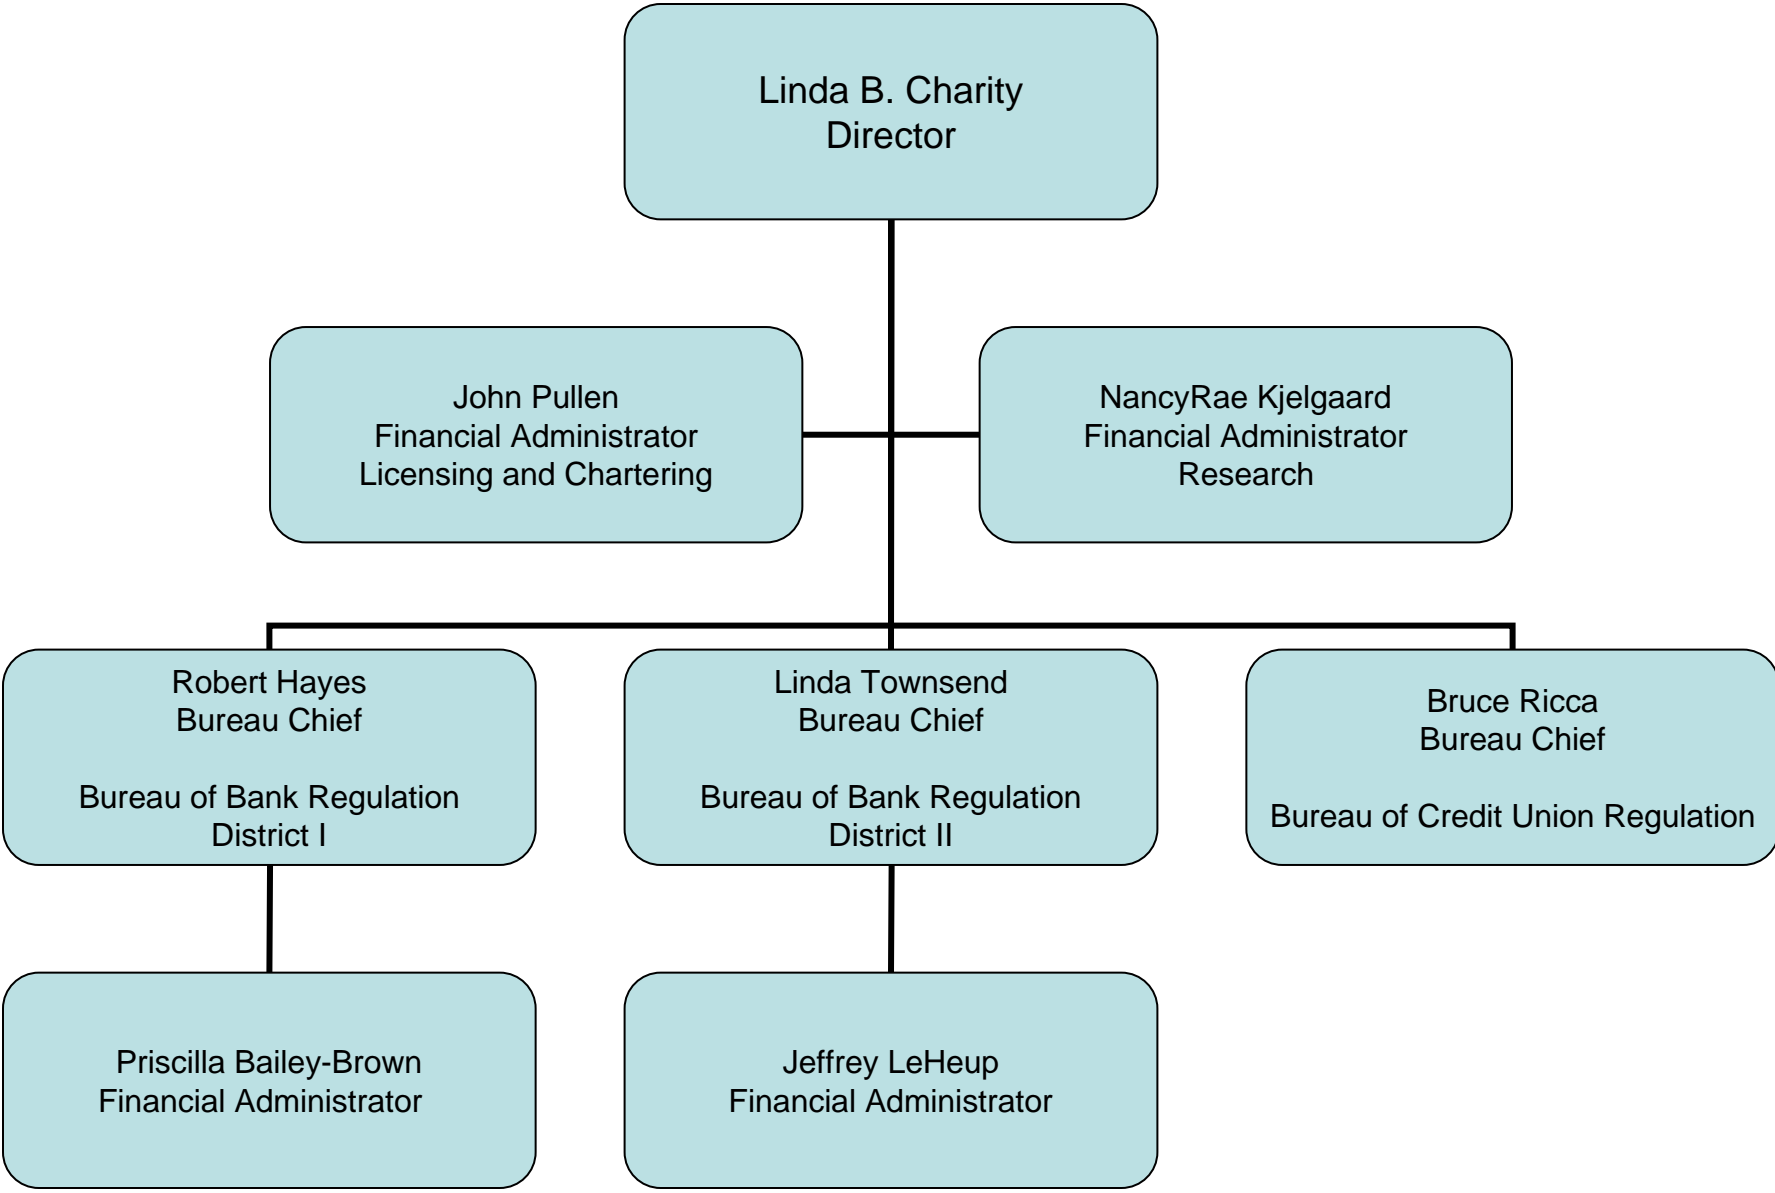 Linda B. Charity
Director
John Pullen
Financial Administrator
Licensing and Chartering
NancyRae Kjelgaard
Financial Administrator
Research
Robert Hayes
Bureau Chief
Bureau of Bank Regulation
District I
Linda Townsend
Bureau Chief
Bureau of Bank Regulation
District II
Bruce Ricca
Bureau Chief
Bureau of Credit Union Regulation
Priscilla Bailey-Brown
Financial Administrator
Jeffrey LeHeup
Financial Administrator